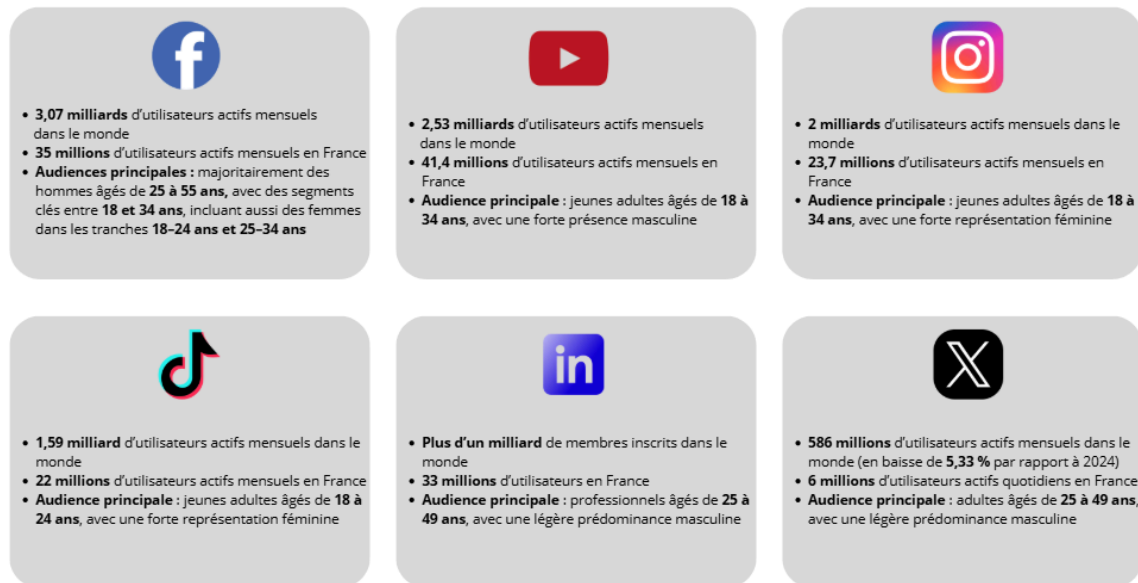 f
• 3,07 milliards d'utilisateurs actifs mensuels
dans le monde
• 35 millions d'utilisateurs actifs mensuels en France
• Audiences principales : majoritairement des
hommes âgés de 25 à 55 ans, avec des segments
clés entre 18 et 34 ans, incluant aussi des femmes
dans les tranches 18–24 ans et 25–34 ans
• 2,53 milliards d'utilisateurs actifs mensuels
dans le monde
• 41,4 millions d'utilisateurs actifs mensuels en
France
• Audience principale : jeunes adultes âgés de 18 à
34 ans, avec une forte présence masculine
• 2 milliards d'utilisateurs actifs mensuels dans le
monde
• 23,7 millions d'utilisateurs actifs mensuels en
France
• Audience principale : jeunes adultes âgés de 18 à
34 ans, avec une forte représentation féminine
• 1,59 milliard d'utilisateurs actifs mensuels dans le
monde
• 22 millions d'utilisateurs actifs mensuels en France
• Audience principale : jeunes adultes âgés de 18 à
24 ans, avec une forte représentation féminine
in
• Plus d'un milliard de membres inscrits dans le
monde
• 33 millions d'utilisateurs en France
• Audience principale : professionnels âgés de 25 à
49 ans, avec une légère prédominance masculine
X
• 586 millions d'utilisateurs actifs mensuels dans le
monde (en baisse de 5,33 % par rapport à 2024)
• 6 millions d'utilisateurs actifs quotidiens en France
• Audience principale : adultes âgés de 25 à 49 ans,
avec une légère prédominance masculine